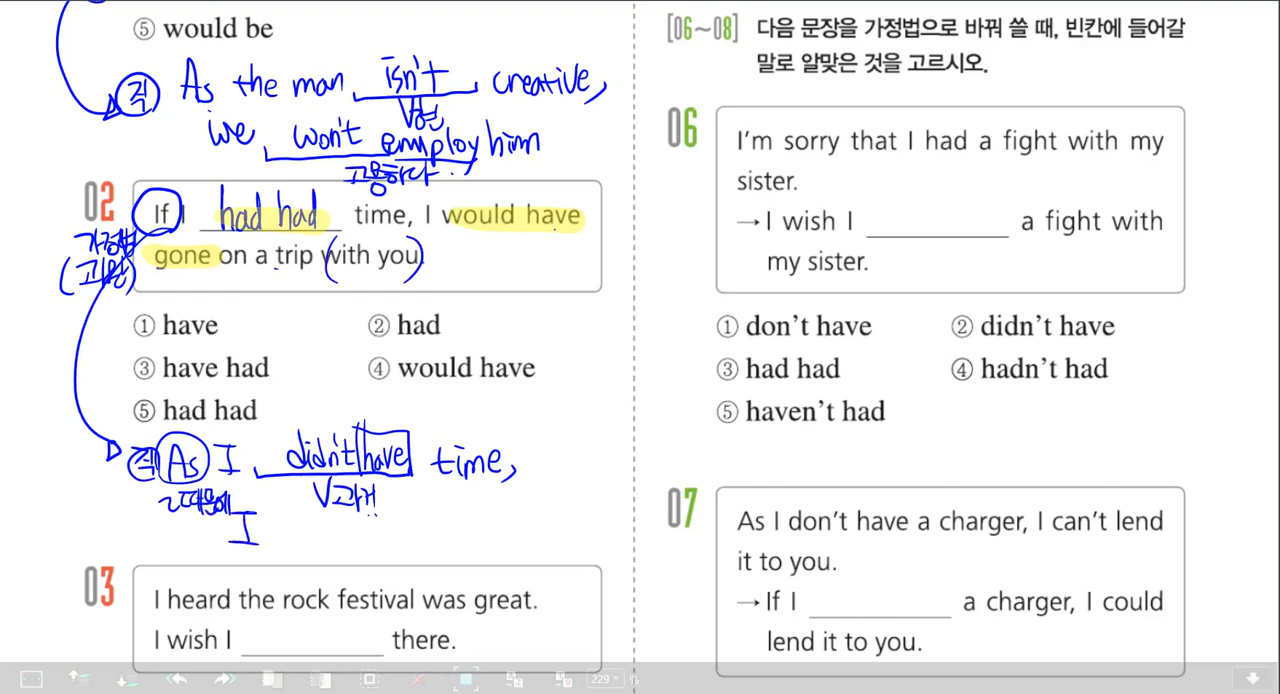 ⑤ would be
직 As the man isn't creative,
V현
we won't employ him
고용하다.
02
If I had had time, I would have
gone on a trip (with you)
가정법
(과완)
① have ② had
③ have had ④ would have
⑤ had had
직 As I didn't have time,
~때문에 V과거
I
03
I heard the rock festival was great.
I wish I ____________ there.
[06~08] 다음 문장을 가정법으로 바꿔 쓸 때, 빈칸에 들어갈
말로 알맞은 것을 고르시오.
06
I'm sorry that I had a fight with my
sister.
→ I wish I ____________ a fight with
my sister.
① don't have ② didn't have
③ had had ④ hadn't had
⑤ haven't had
07
As I don't have a charger, I can't lend
it to you.
→ If I ____________ a charger, I could
lend it to you.
229